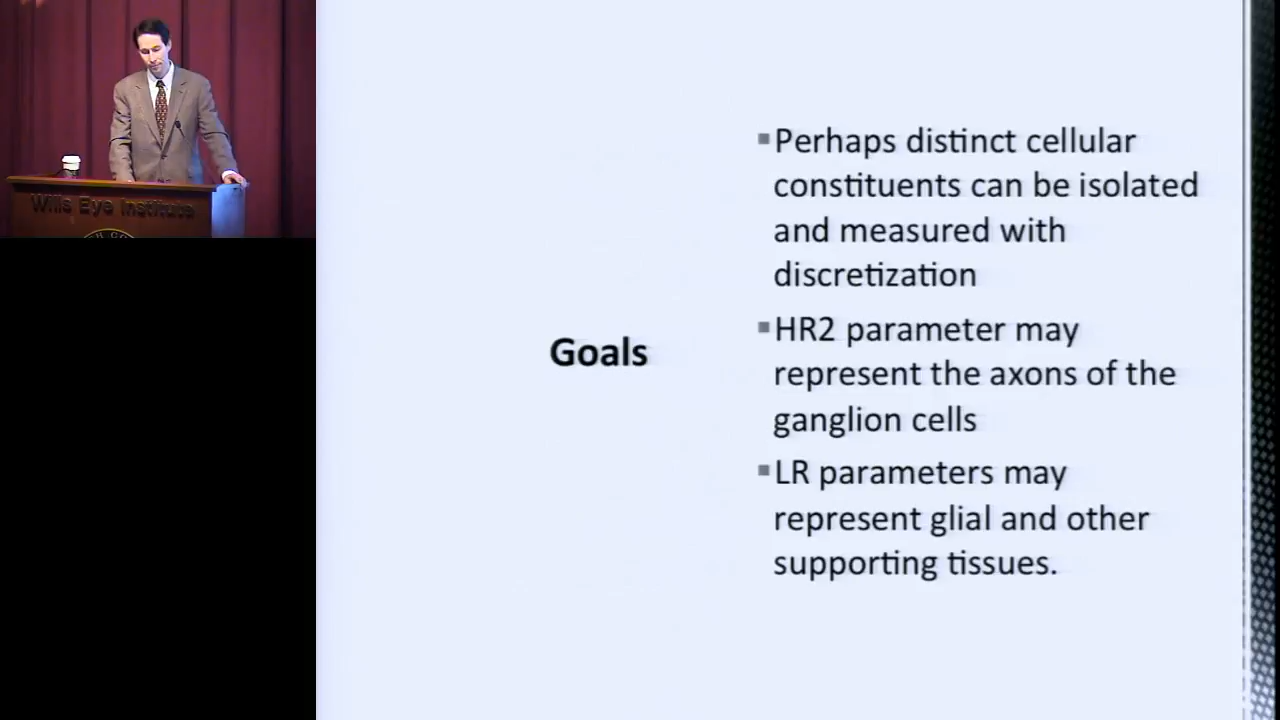 Wills Eye Institute
Goals
▪Perhaps distinct cellular
constituents can be isolated
and measured with
discretization
▪HR2 parameter may
represent the axons of the
ganglion cells
▪LR parameters may
represent glial and other
supporting tissues.